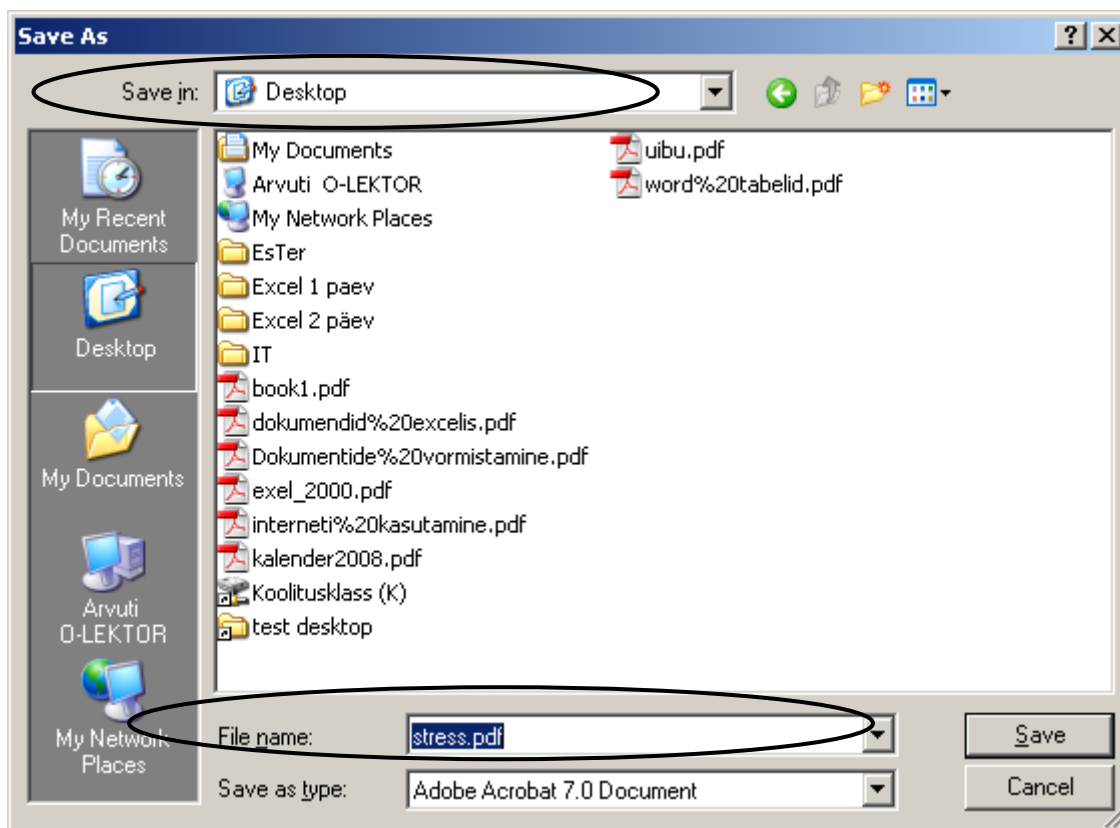 Save As
Save in: Desktop
My Recent
Documents
Desktop
My Documents
Arvuti
O-LEKTOR
My Network
Places
My Documents
Arvuti O-LEKTOR
My Network Places
EsTer
Excel 1 paev
Excel 2 päev
IT
book1.pdf
dokumendid%20excelis.pdf
Dokumentide%20vormistamine.pdf
exel_2000.pdf
interneti%20kasutamine.pdf
kalender2008.pdf
Koolitusklass (K)
test desktop
uibu.pdf
word%20tabelid.pdf
File name: stress.pdf
Save
Save as type: Adobe Acrobat 7.0 Document
Cancel